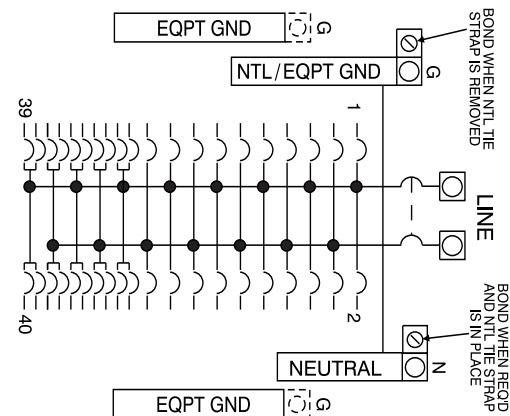 EQPT GND
G
BOND WHEN NTL TIE
STRAP IS REMOVED
NTL/EQPT GND
G
39
1
LINE
40
2
BOND WHEN REQ'D
AND NTL TIE STRAP
IS IN PLACE
NEUTRAL
N
EQPT GND
G